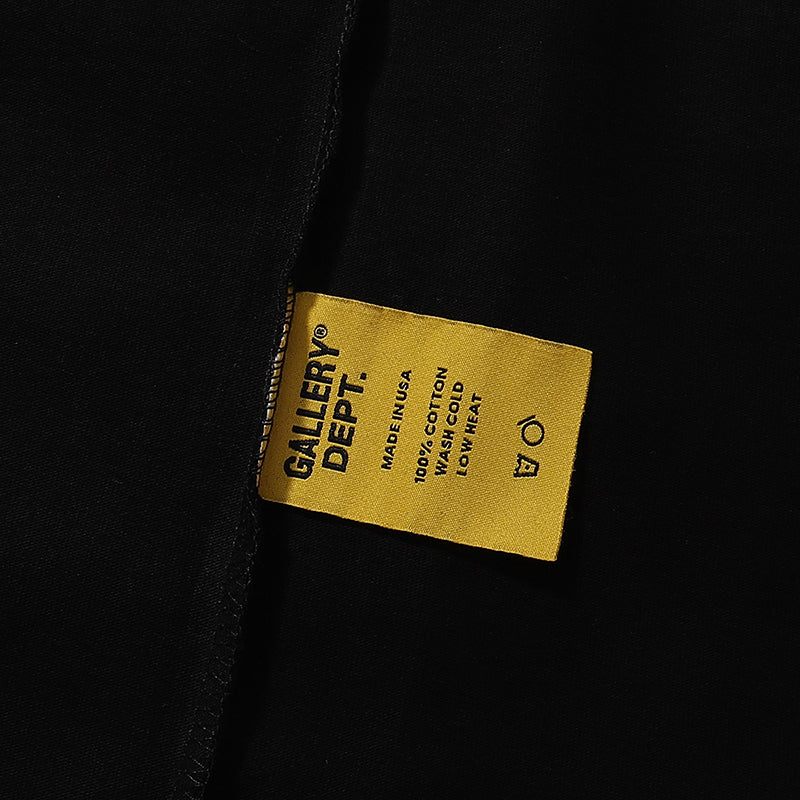 GALLERY®
DEPT.
MADE IN USA
100% COTTON
WASH COLD
LOW HEAT